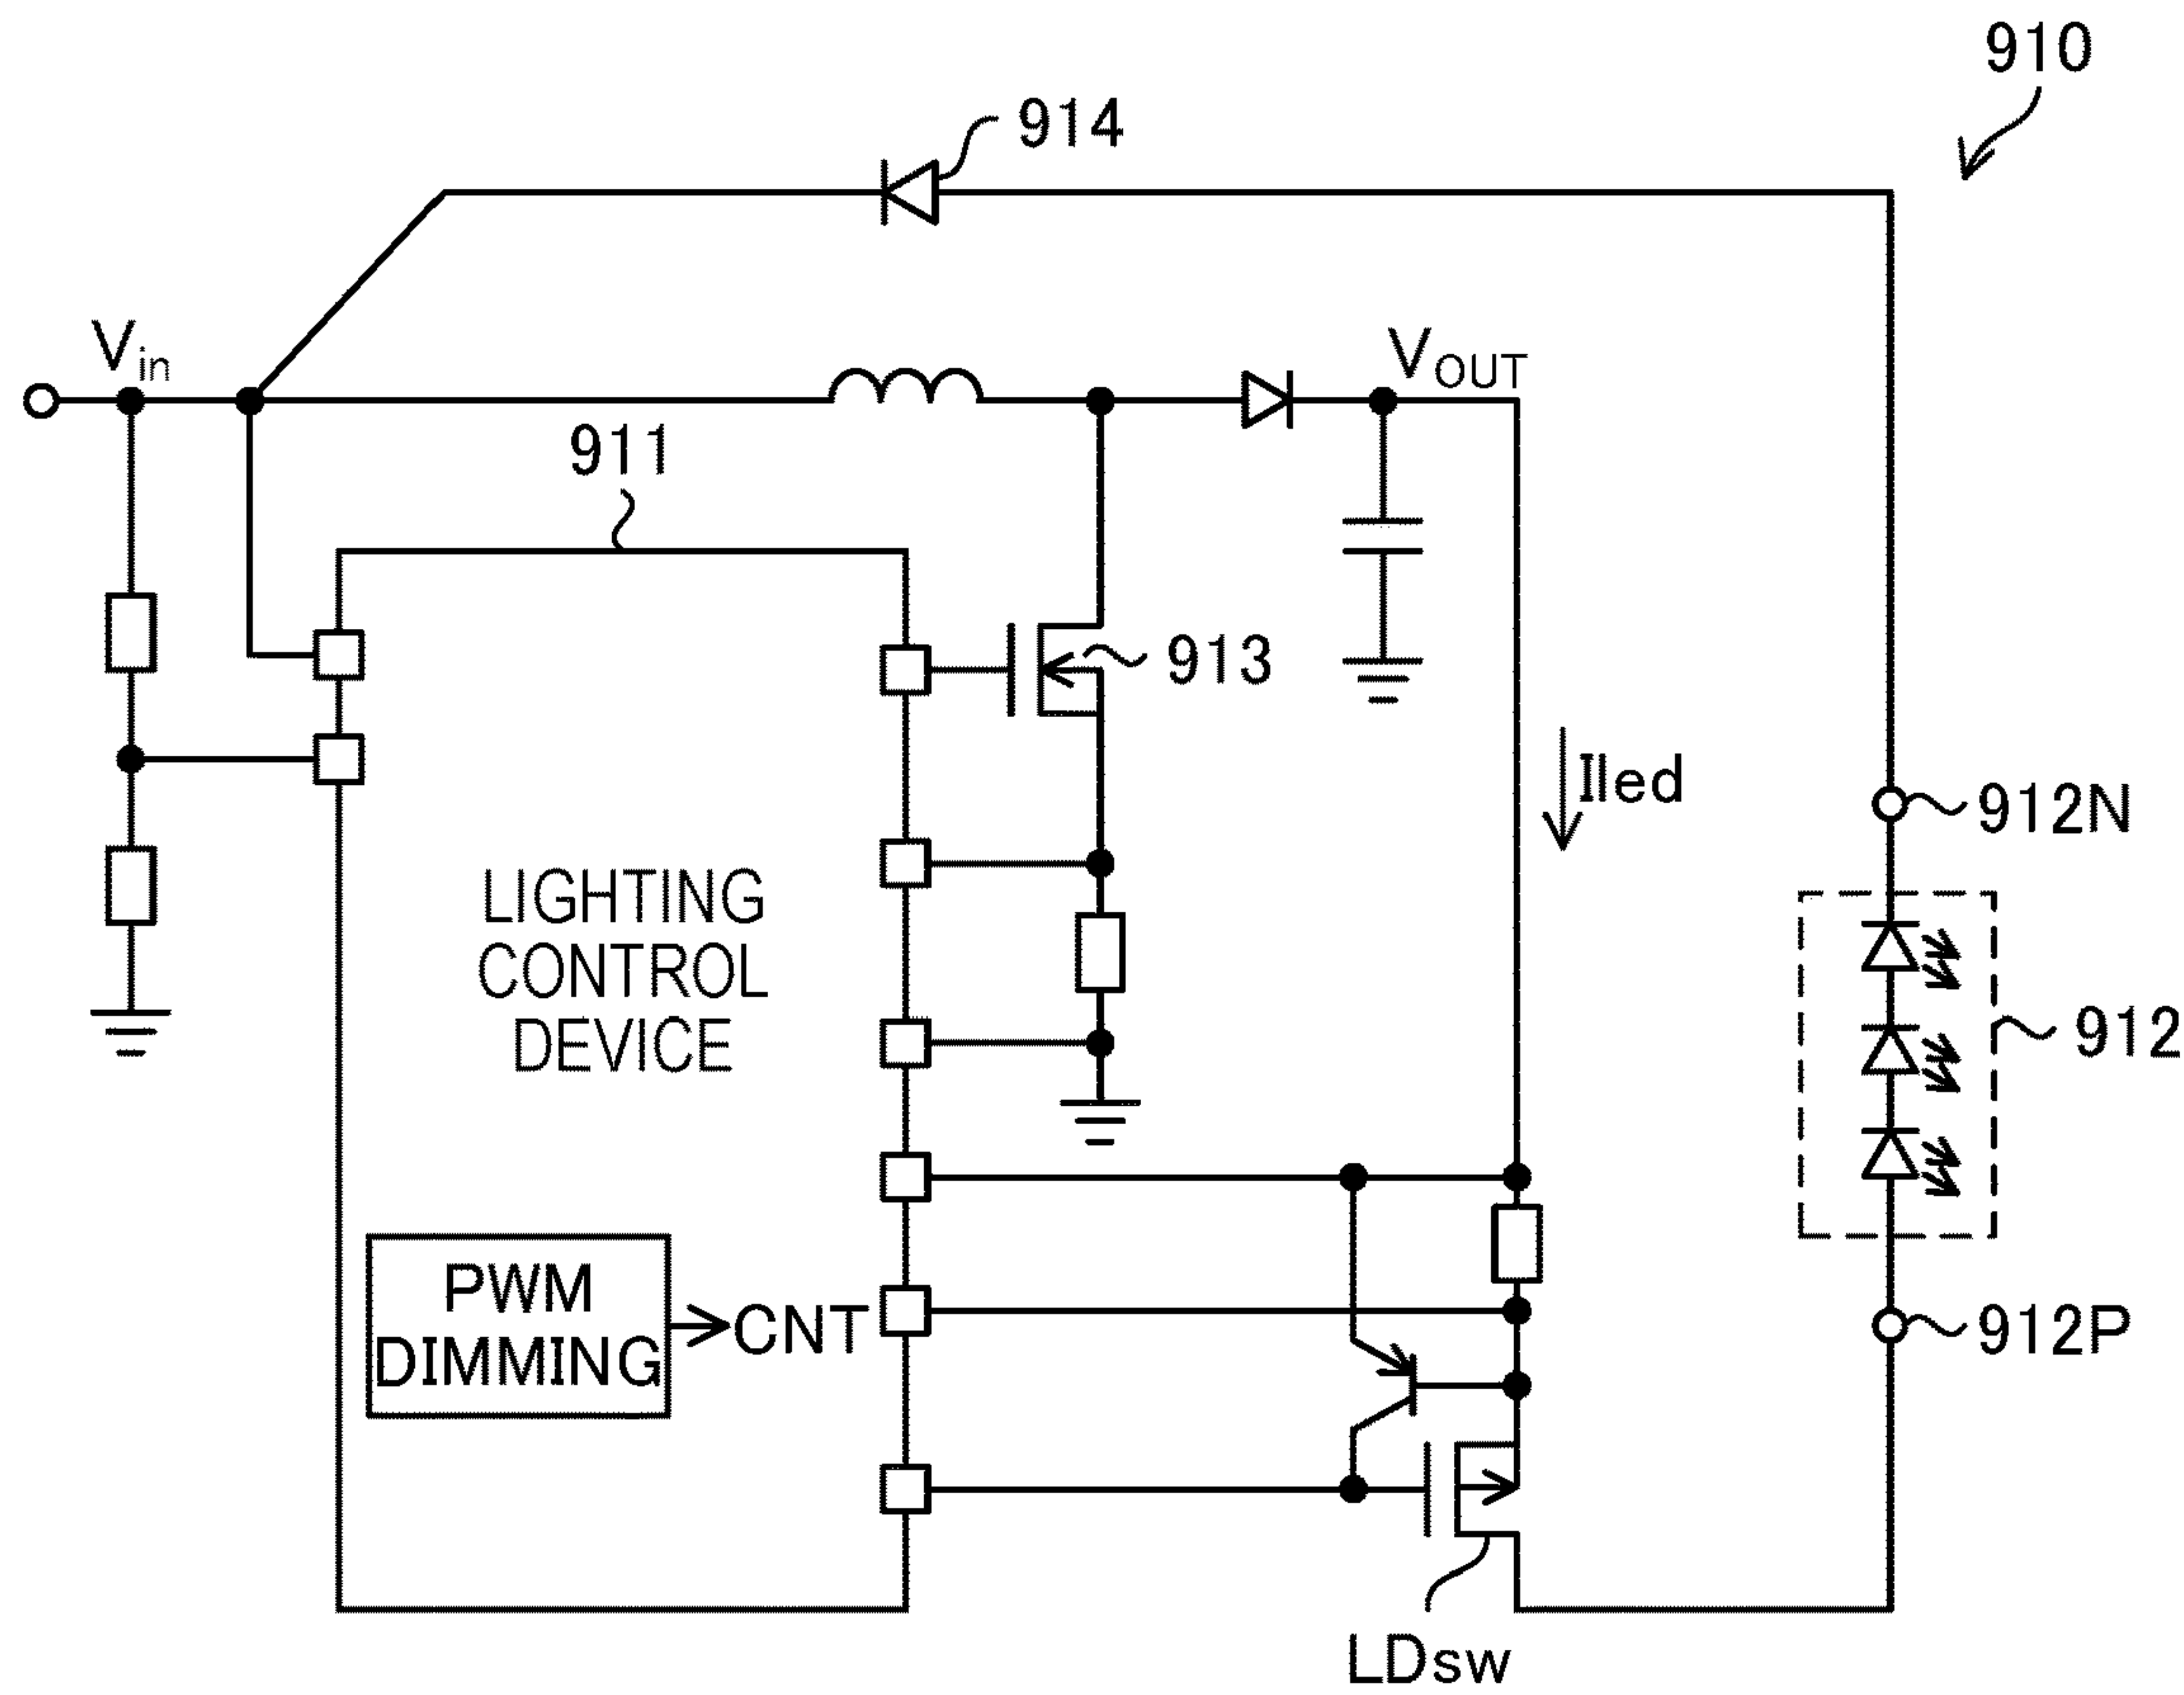 910
914
Vin
VOUT
911
913
Iled
912N
LIGHTING
CONTROL
DEVICE
912
PWM
DIMMING
CNT
912P
LDsw